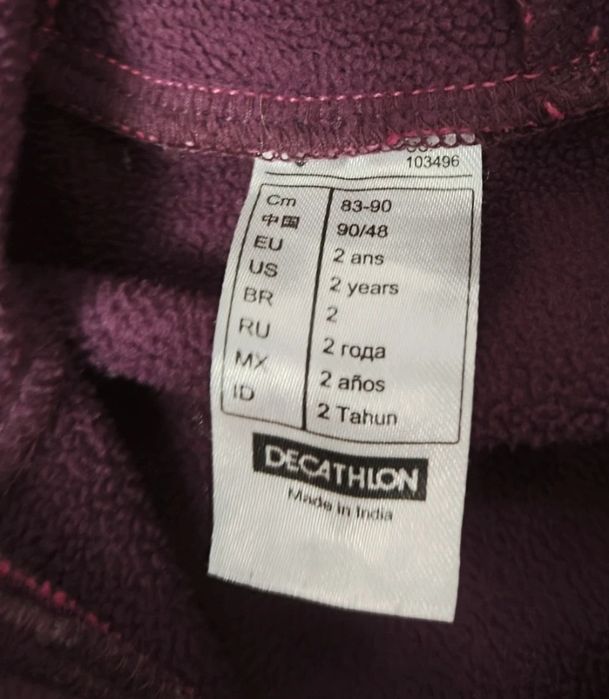 103496
Cm 83-90
中国 90/48
EU 2 ans
US 2 years
BR 2
RU 2 года
MX 2 años
ID 2 Tahun
DECATHLON
Made in India